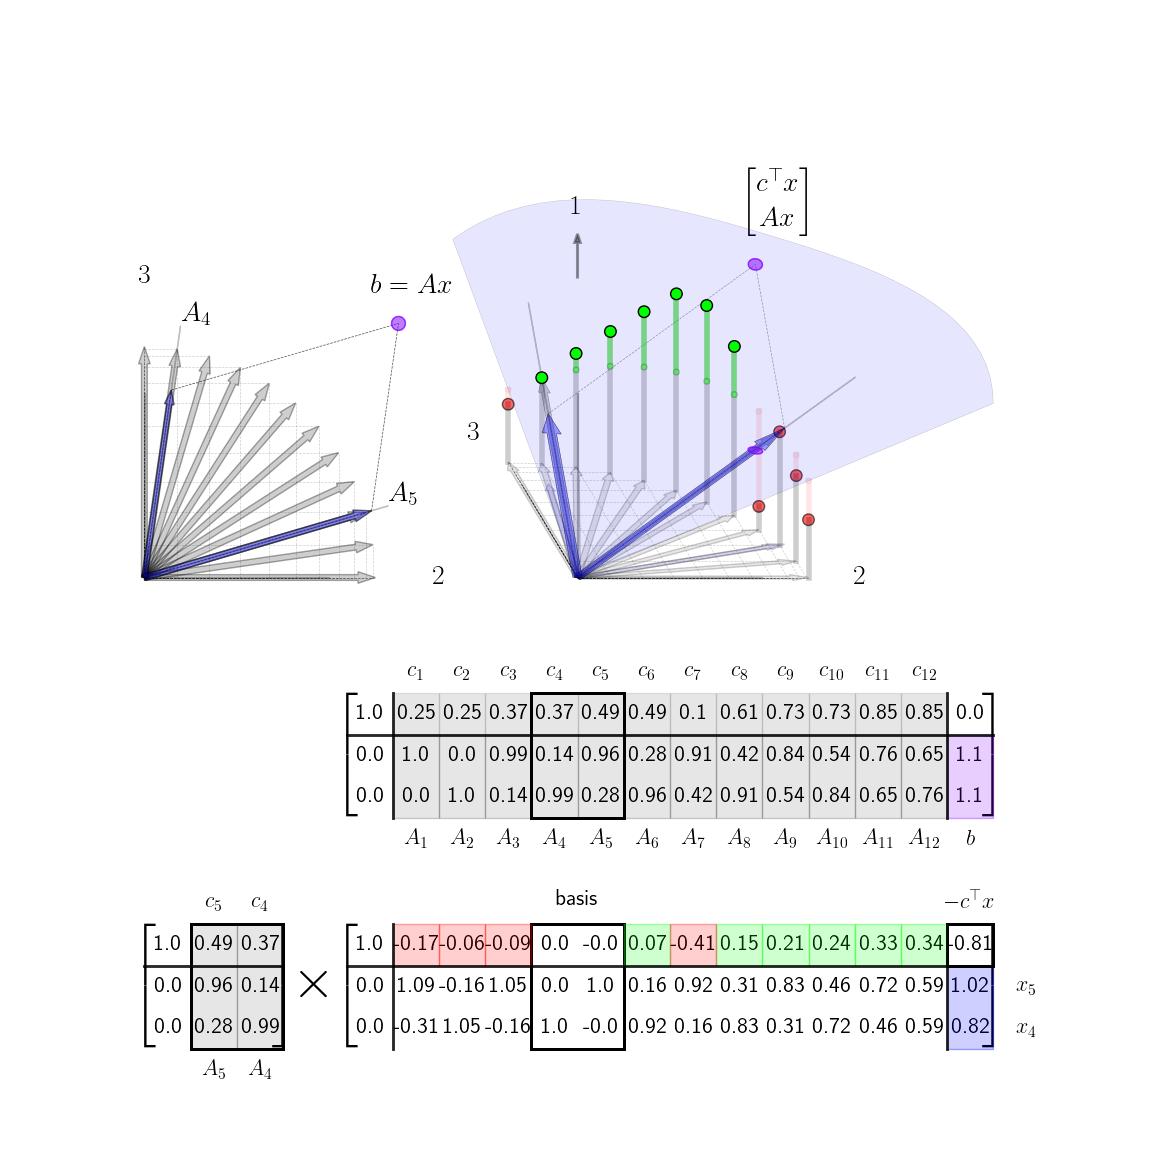 [c⊤x
1
Ax]
3
b = Ax
A₄
3
A₅
2
2
c₁ c₂ c₃ c₄ c₅ c₆ c₇ c₈ c₉ c₁₀ c₁₁ c₁₂
1.0 0.25 0.25 0.37 0.37 0.49 0.49 0.1 0.61 0.73 0.73 0.85 0.85 0.0
0.0 1.0 0.0 0.99 0.14 0.96 0.28 0.91 0.42 0.84 0.54 0.76 0.65 1.1
0.0 0.0 1.0 0.14 0.99 0.28 0.96 0.42 0.91 0.54 0.84 0.65 0.76 1.1
A₁ A₂ A₃ A₄ A₅ A₆ A₇ A₈ A₉ A₁₀ A₁₁ A₁₂ b
basis
c₅ c₄ −c⊤x
1.0 0.49 0.37 × 1.0 -0.17 -0.06 -0.09 0.0 -0.0 0.07 -0.41 0.15 0.21 0.24 0.33 0.34 -0.81
0.0 0.96 0.14 0.0 1.09 -0.16 1.05 0.0 1.0 0.16 0.92 0.31 0.83 0.46 0.72 0.59 1.02 x₅
0.0 0.28 0.99 0.0 -0.31 1.05 -0.16 1.0 -0.0 0.92 0.16 0.83 0.31 0.72 0.46 0.59 0.82 x₄
A₅ A₄